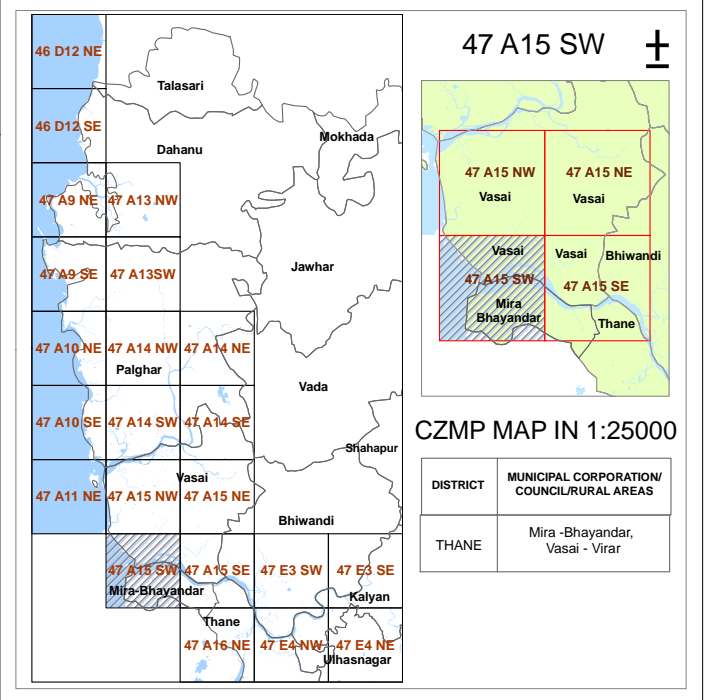 46 D12 NE
Talasari
46 D12 SE
Mokhada
Dahanu
47 A9 NE
47 A13 NW
47 A9 SE
47 A13SW
Jawhar
47 A10 NE
47 A14 NW
47 A14 NE
Palghar
Vada
47 A10 SE
47 A14 SW
47 A14 SE
Shahapur
Vasai
47 A11 NE
47 A15 NW
47 A15 NE
Bhiwandi
47 A15 SW
47 A15 SE
47 E3 SW
47 E3 SE
Mira-Bhayandar
Kalyan
Thane
47 A16 NE
47 E4 NW
47 E4 NE
Ulhasnagar
47 A15 SW
47 A15 NW
47 A15 NE
Vasai
Vasai
Vasai
Vasai
Bhiwandi
47 A15 SW
47 A15 SE
Mira
Bhayandar
Thane
CZMP MAP IN 1:25000
DISTRICT
MUNICIPAL CORPORATION/
COUNCIL/RURAL AREAS
THANE
Mira -Bhayandar,
Vasai - Virar